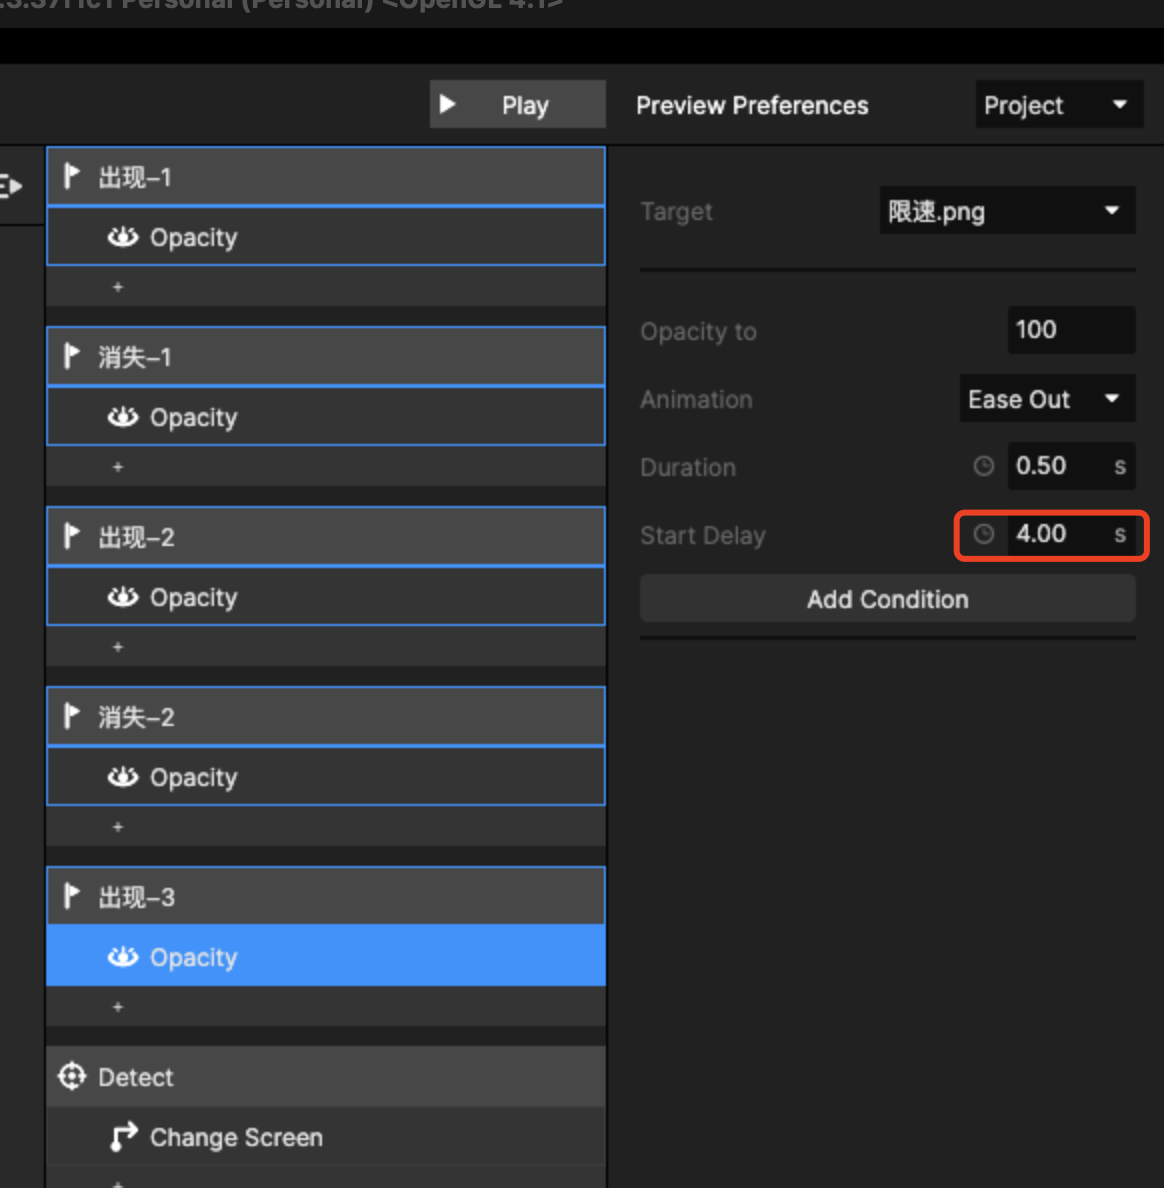 Personal (Personal) <OpenGL 4.1>
Play
Preview Preferences
Project
出现-1
Opacity
+
消失-1
Opacity
+
出现-2
Opacity
+
消失-2
Opacity
+
出现-3
Opacity
+
Detect
Change Screen
Target
限速.png
Opacity to
100
Animation
Ease Out
Duration
0.50 s
Start Delay
4.00 s
Add Condition